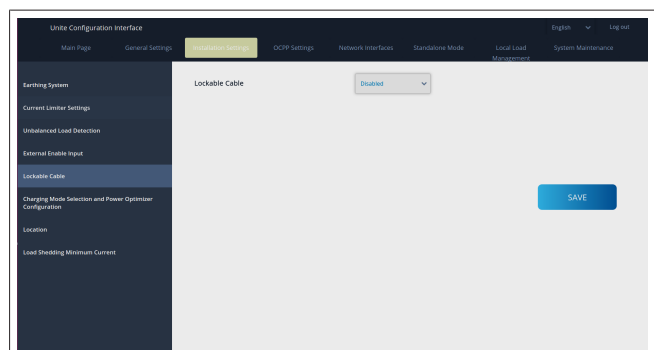 Unite Configuration Interface
English
Log out
Main Page
General Settings
Installation Settings
OCPP Settings
Network Interfaces
Standalone Mode
Local Load
Management
System Maintenance
Earthing System
Current Limiter Settings
Unbalanced Load Detection
External Enable Input
Lockable Cable
Charging Mode Selection and Power Optimizer
Configuration
Location
Load Shedding Minimum Current
Lockable Cable
Disabled
SAVE